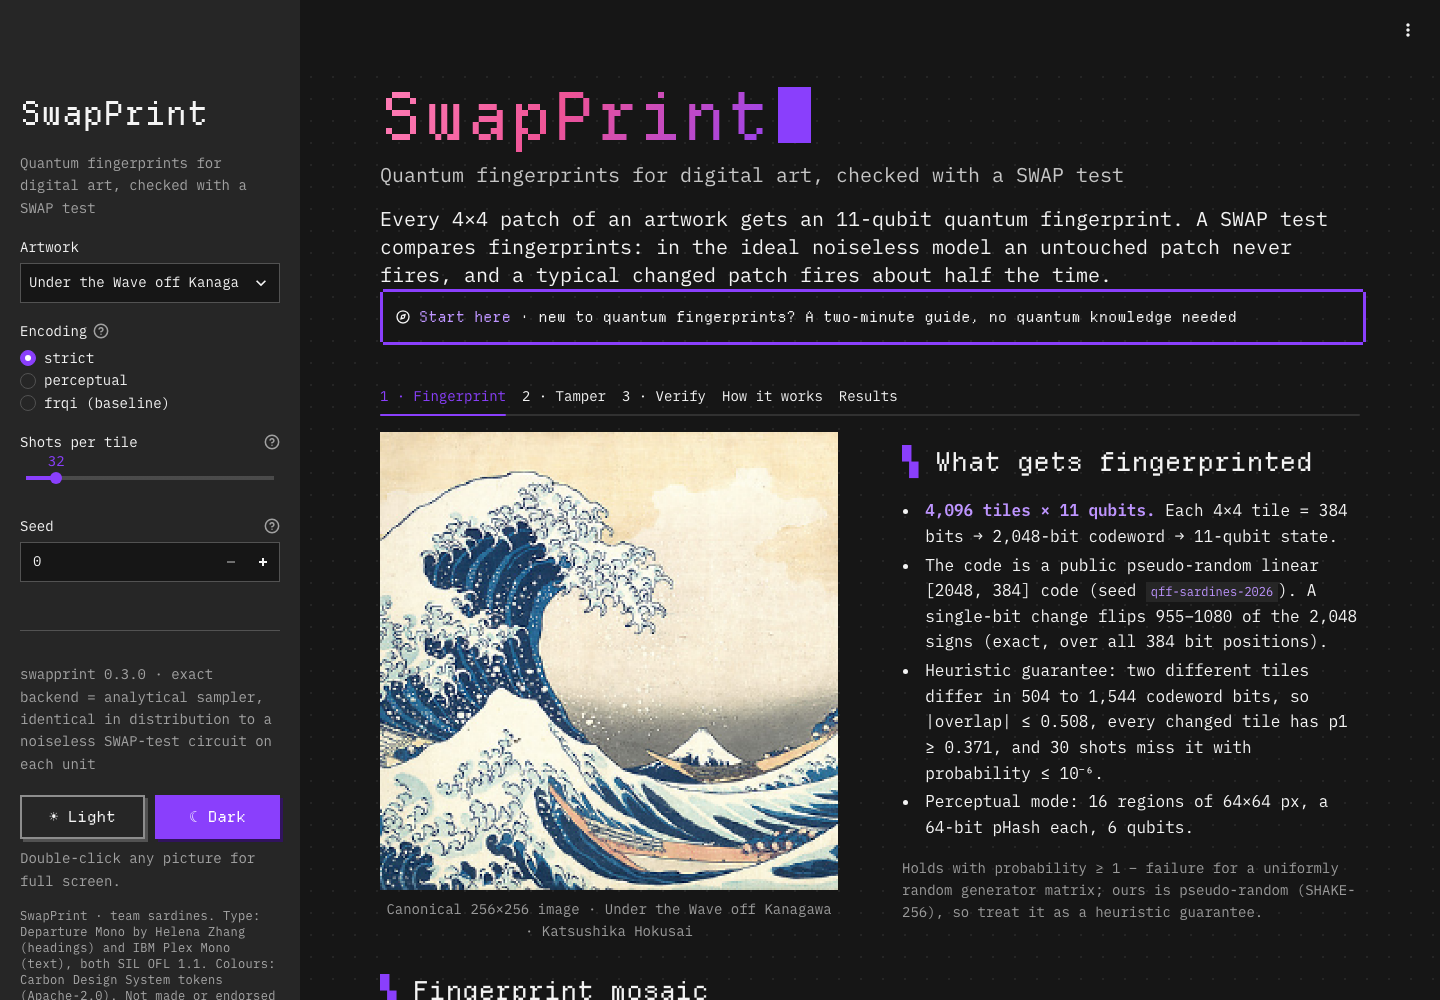 SwapPrint
Quantum fingerprints for
digital art, checked with a
SWAP test
Artwork
Under the Wave off Kanaga
Encoding
strict
perceptual
frqi (baseline)
Shots per tile
32
Seed
0
swapprint 0.3.0 · exact
backend = analytical sampler,
identical in distribution to a
noiseless SWAP-test circuit on
each unit
☀ Light
☾ Dark
Double-click any picture for
full screen.
SwapPrint · team sardines. Type:
Departure Mono by Helena Zhang
(headings) and IBM Plex Mono
(text), both SIL OFL 1.1. Colours:
Carbon Design System tokens
(Apache-2.0). Not made or endorsed
SwapPrint
Quantum fingerprints for digital art, checked with a SWAP test
Every 4×4 patch of an artwork gets an 11-qubit quantum fingerprint. A SWAP test
compares fingerprints: in the ideal noiseless model an untouched patch never
fires, and a typical changed patch fires about half the time.
Start here · new to quantum fingerprints? A two-minute guide, no quantum knowledge needed
1 · Fingerprint 2 · Tamper 3 · Verify How it works Results
Canonical 256×256 image · Under the Wave off Kanagawa
· Katsushika Hokusai
What gets fingerprinted
• 4,096 tiles × 11 qubits. Each 4×4 tile = 384
bits → 2,048-bit codeword → 11-qubit state.
• The code is a public pseudo-random linear
[2048, 384] code (seed qff-sardines-2026). A
single-bit change flips 955–1080 of the 2,048
signs (exact, over all 384 bit positions).
• Heuristic guarantee: two different tiles
differ in 504 to 1,544 codeword bits, so
|overlap| ≤ 0.508, every changed tile has p1
≥ 0.371, and 30 shots miss it with
probability ≤ 10⁻⁶.
• Perceptual mode: 16 regions of 64×64 px, a
64-bit pHash each, 6 qubits.
Holds with probability ≥ 1 − failure for a uniformly
random generator matrix; ours is pseudo-random (SHAKE-
256), so treat it as a heuristic guarantee.
Fingerprint mosaic